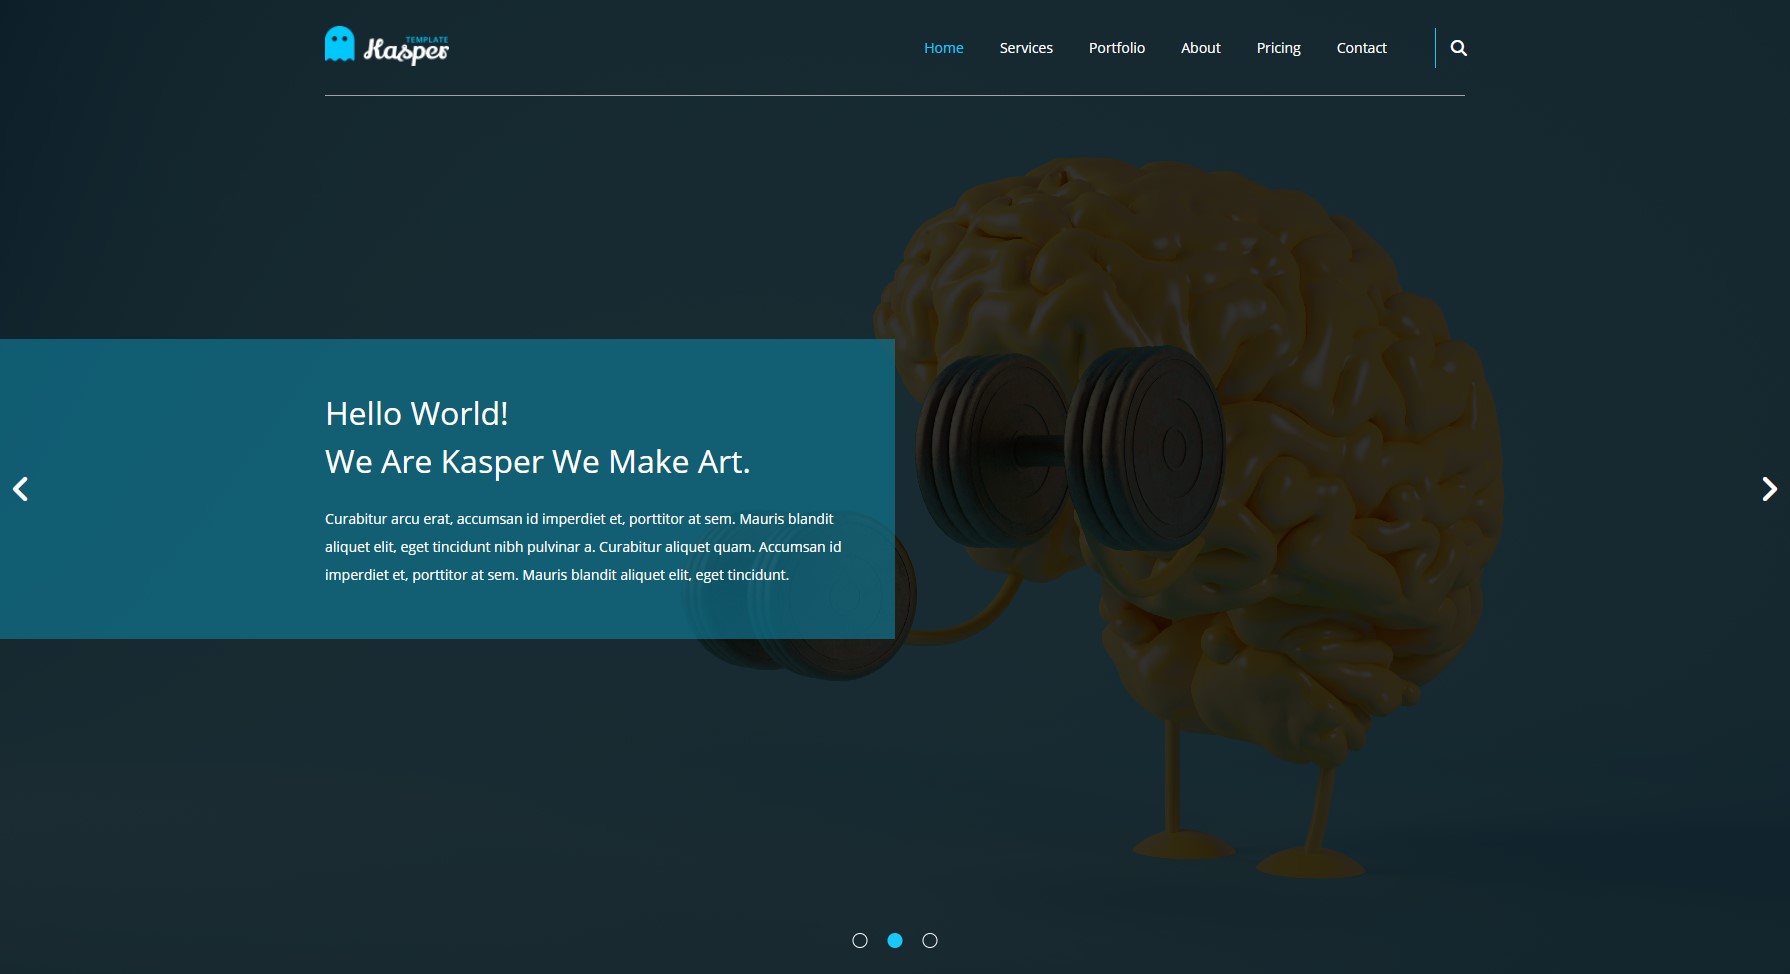 TEMPLATE
Kasper
Home Services Portfolio About Pricing Contact
Hello World!
We Are Kasper We Make Art.
Curabitur arcu erat, accumsan id imperdiet et, porttitor at sem. Mauris blandit
aliquet elit, eget tincidunt nibh pulvinar a. Curabitur aliquet quam. Accumsan id
imperdiet et, porttitor at sem. Mauris blandit aliquet elit, eget tincidunt.